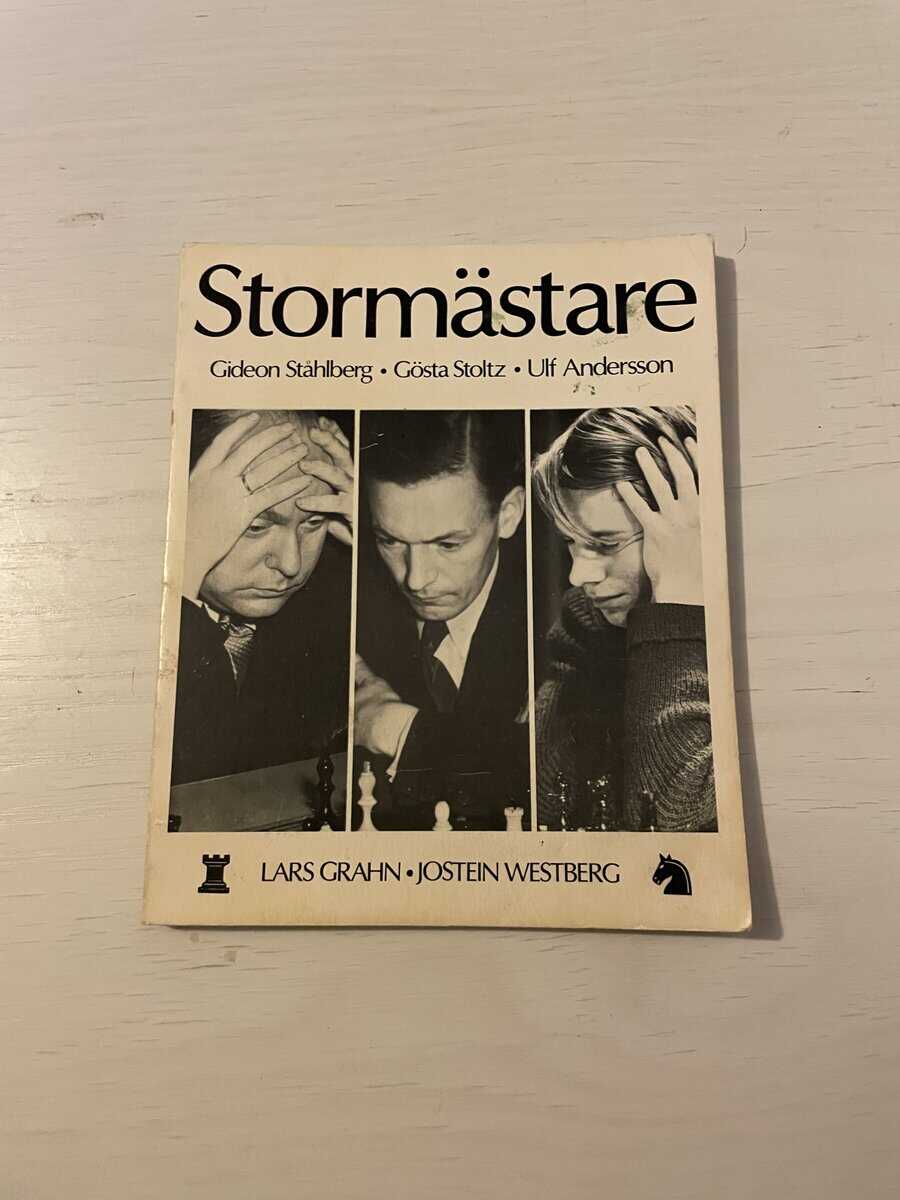 Stormästare
Gideon Ståhlberg • Gösta Stoltz • Ulf Andersson
LARS GRAHN • JOSTEIN WESTBERG